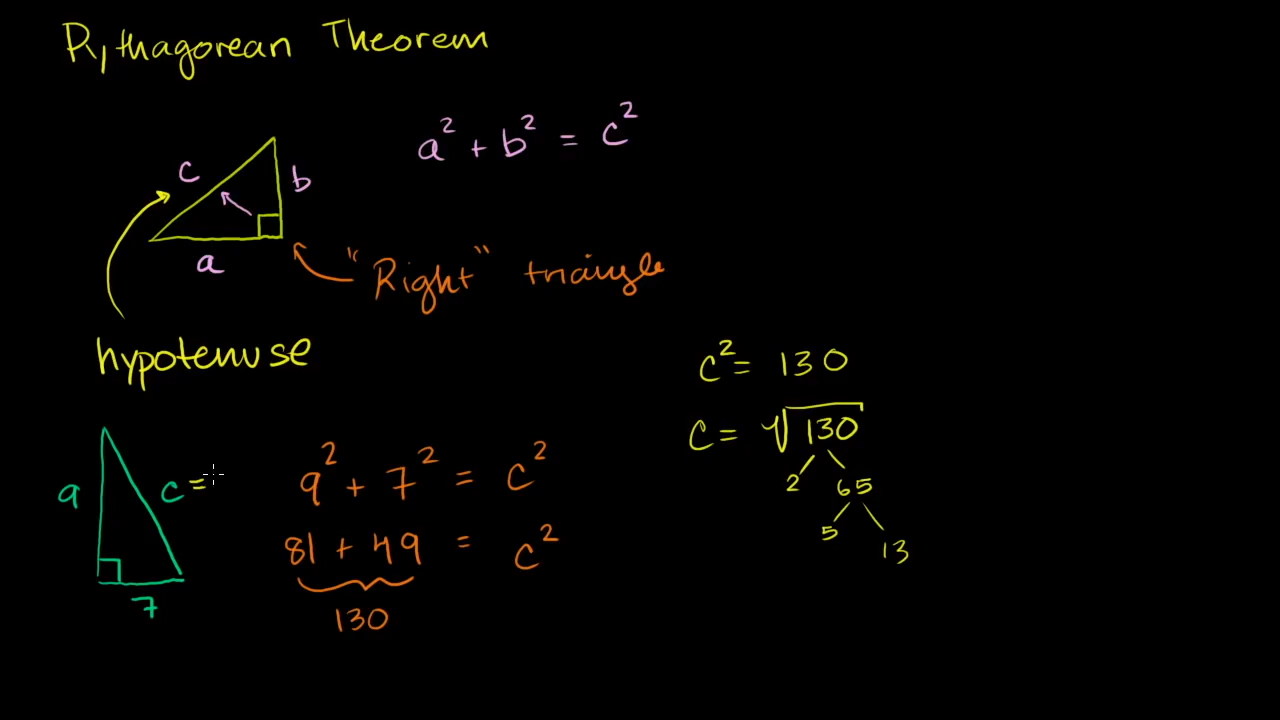 Pythagorean Theorem
a² + b² = c²
c
b
a
"Right" triangle
hypotenuse
c² = 130
c = √130
2 65
5 13
9
c =
7
9² + 7² = c²
81 + 49 = c²
130